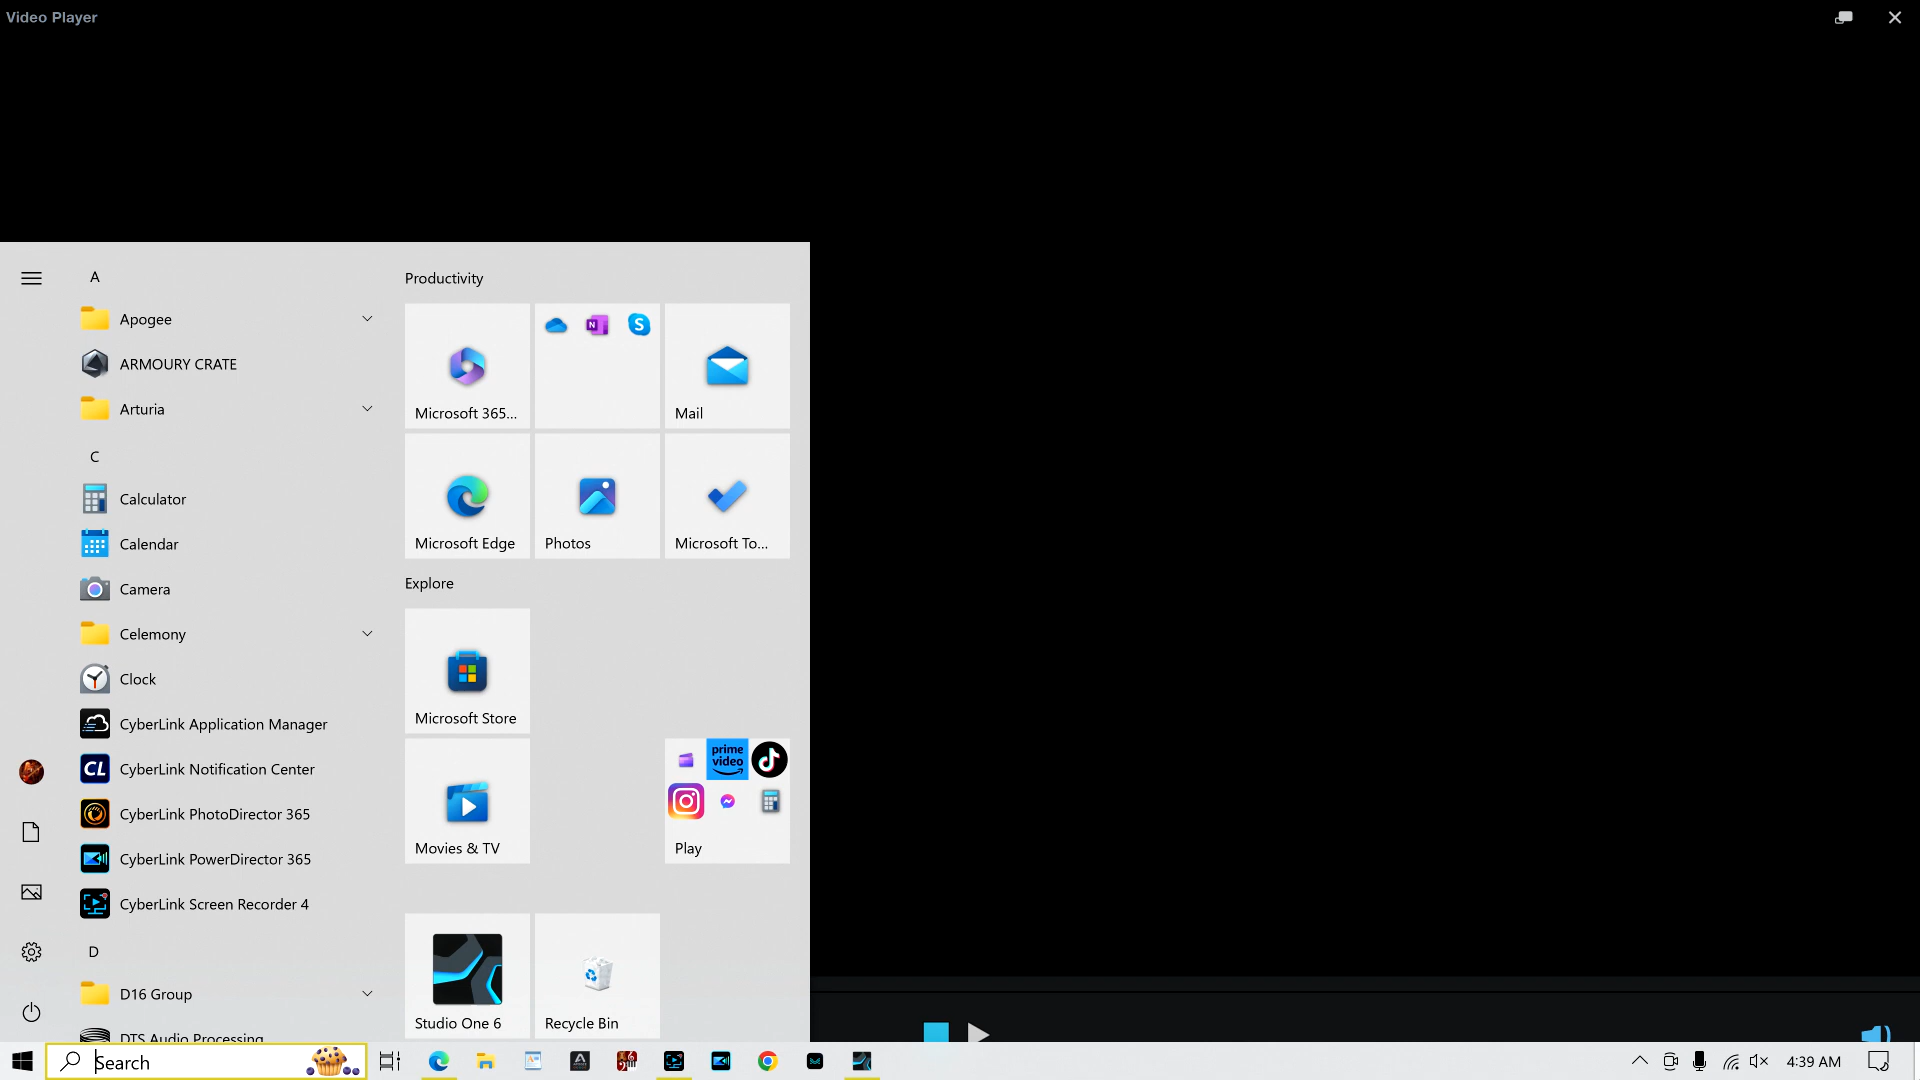 Video Player
A
Apogee
ARMOURY CRATE
Arturia
C
Calculator
Calendar
Camera
Celemony
Clock
CyberLink Application Manager
CyberLink Notification Center
CyberLink PhotoDirector 365
CyberLink PowerDirector 365
CyberLink Screen Recorder 4
D
D16 Group
DTS Audio Processing
Productivity
Microsoft 365...
N
S
Mail
Microsoft Edge
Photos
Microsoft To...
Explore
Microsoft Store
Movies & TV
prime
video
Play
CL
Studio One 6
Recycle Bin
Search
4:39 AM